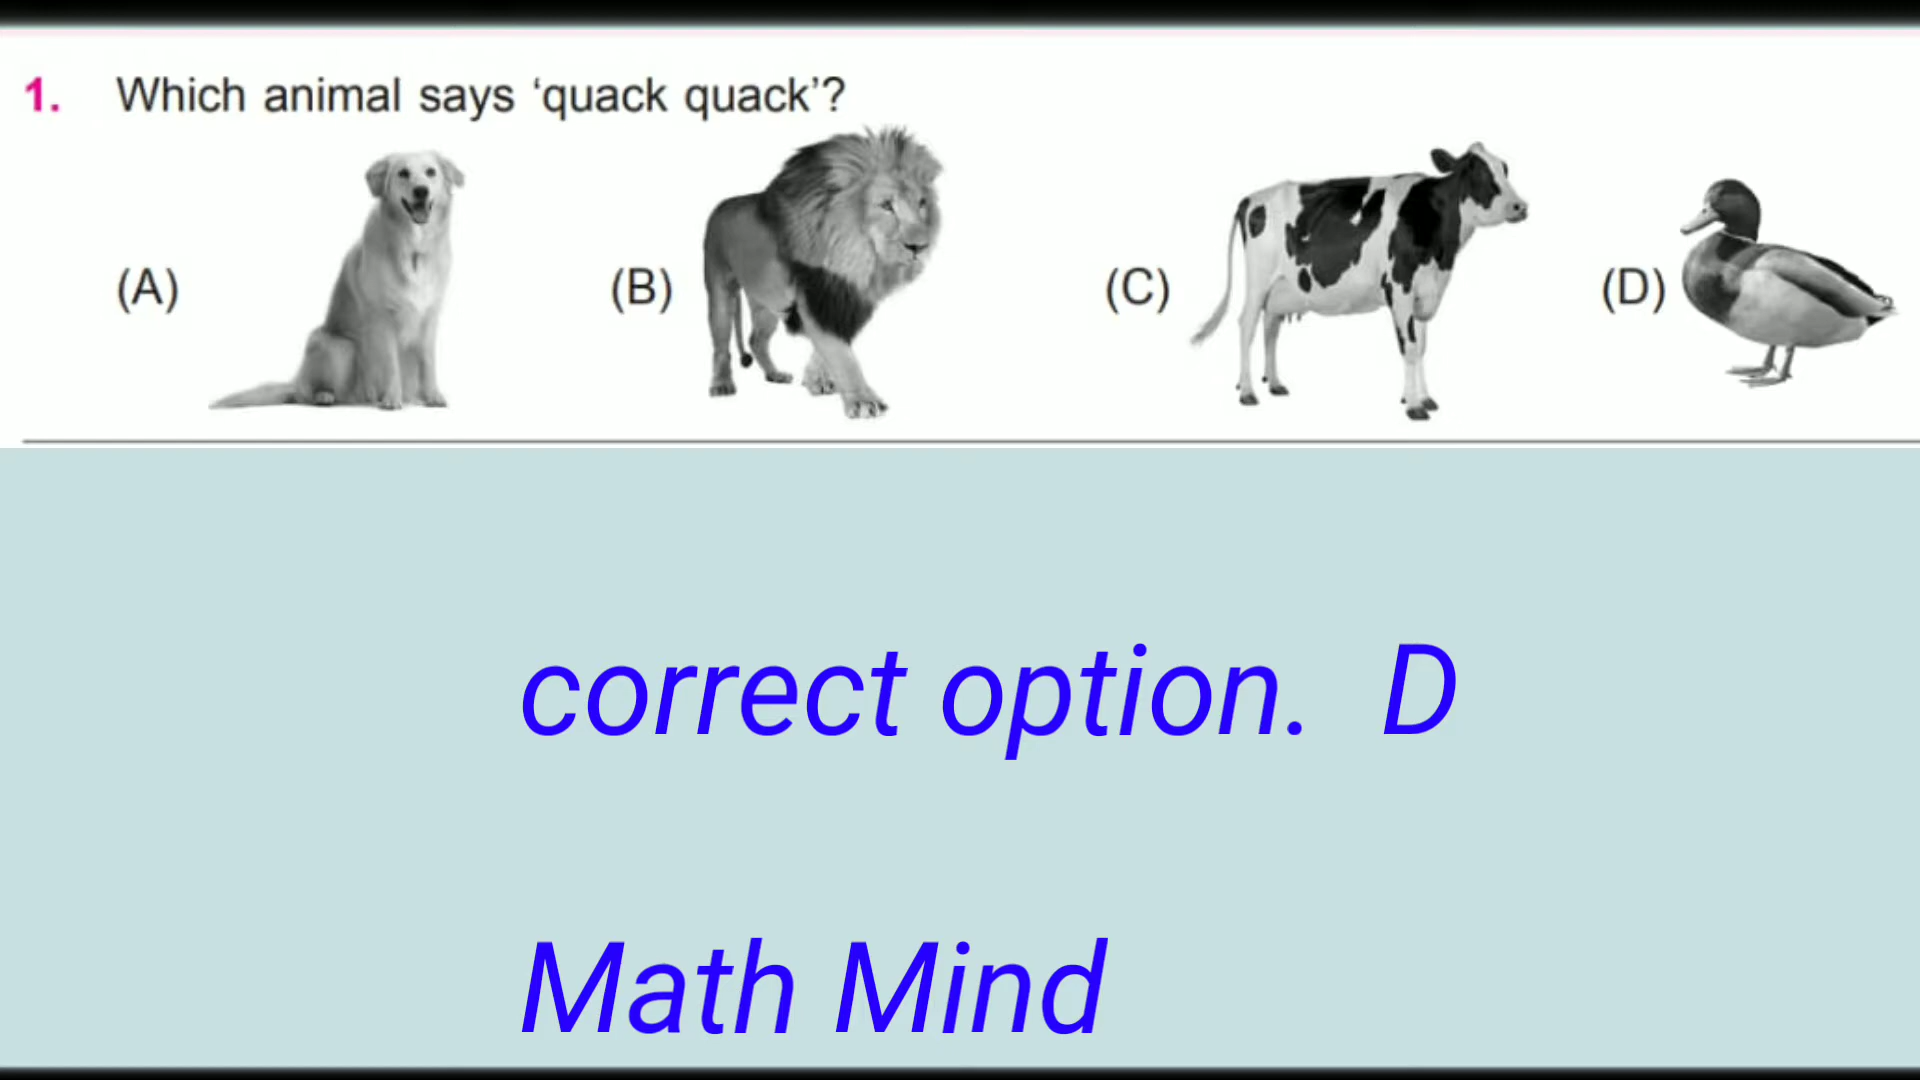 1. Which animal says ‘quack quack’?
(A) (B) (C) (D)
correct option. D
Math Mind